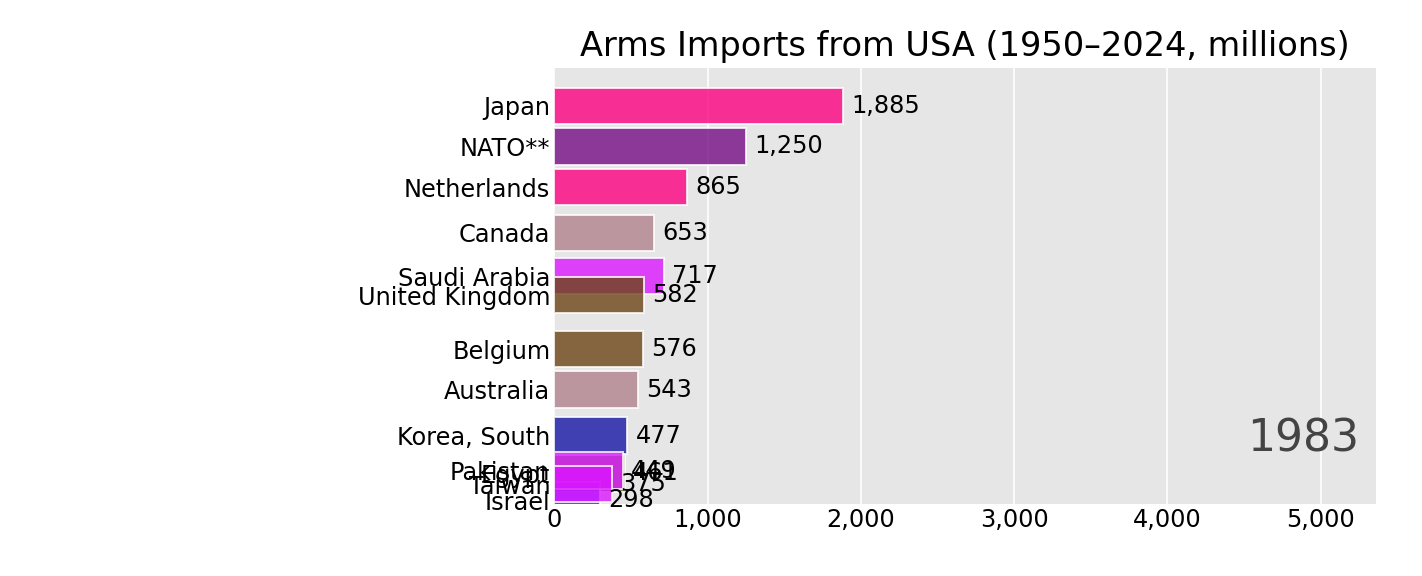 Arms Imports from USA (1950–2024, millions)
Japan 1,885
NATO** 1,250
Netherlands 865
Canada 653
Saudi Arabia 717
United Kingdom 582
Belgium 576
Australia 543
Korea, South 477
Pakistan
Egypt
Taiwan 375
Israel 298
1983
0 1,000 2,000 3,000 4,000 5,000